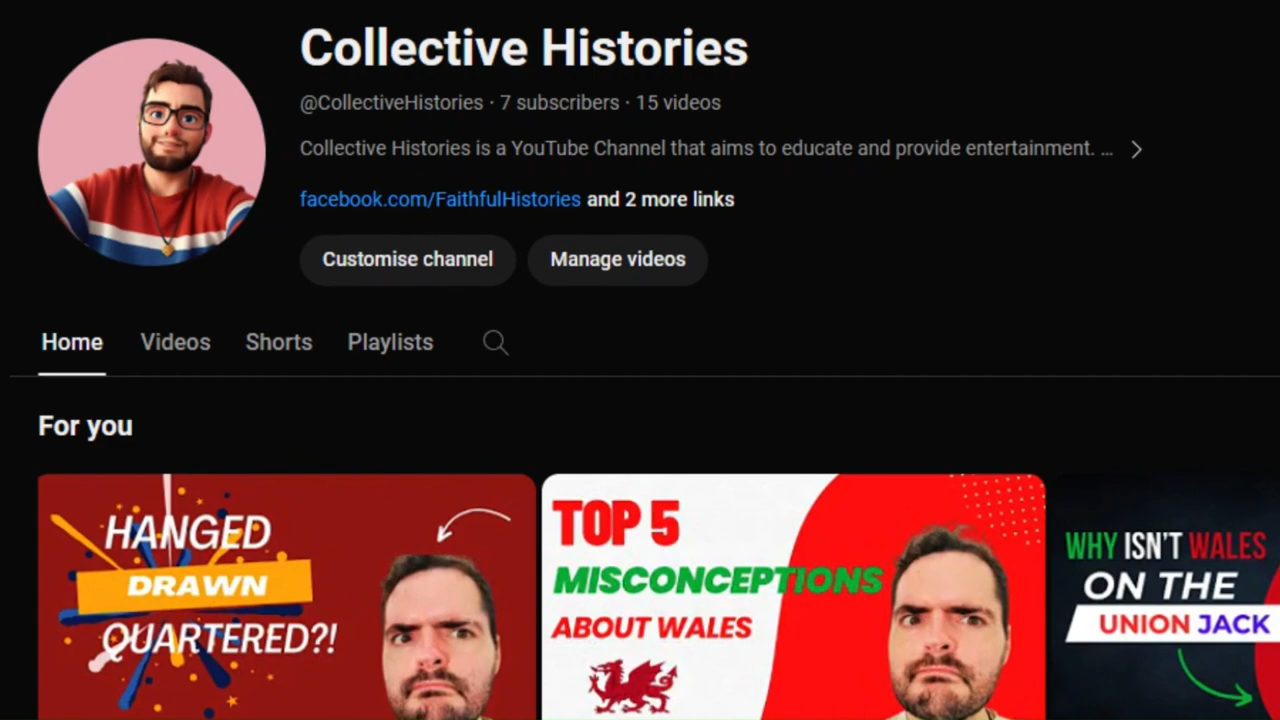 Collective Histories
@CollectiveHistories · 7 subscribers · 15 videos
Collective Histories is a YouTube Channel that aims to educate and provide entertainment. ...
facebook.com/FaithfulHistories and 2 more links
Customise channel Manage videos
Home Videos Shorts Playlists
For you
HANGED
DRAWN
QUARTERED?!
TOP 5
MISCONCEPTIONS
ABOUT WALES
WHY ISN'T WALES
ON THE
UNION JACK